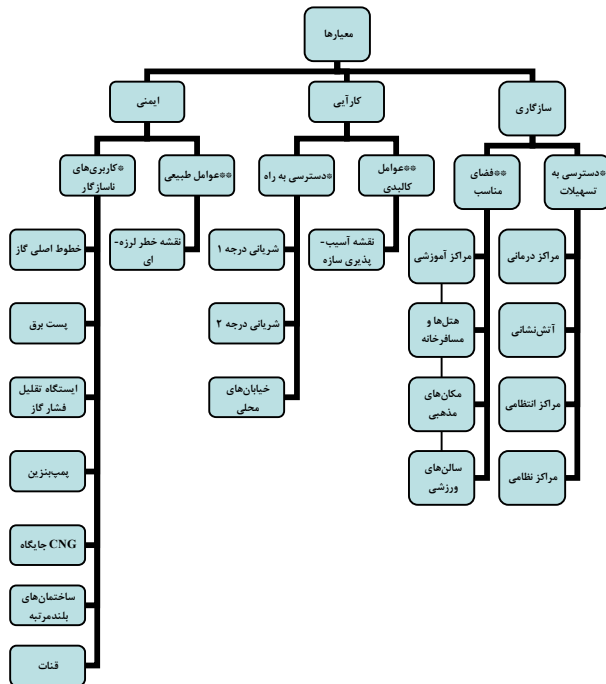 معیارها
سازگاری
کارآیی
ایمنی
*دسترسی به
تسهیلات
**فضای
مناسب
**عوامل
کالبدی
*دسترسی به راه
**عوامل طبیعی
*کاربری‌های
ناسازگار
مراکز درمانی
آتش‌نشانی
مراکز انتظامی
مراکز نظامی
مراکز آموزشی
هتل‌ها و
مسافرخانه
مکان‌های
مذهبی
سالن‌های
ورزشی
نقشه آسیب-
پذیری سازه
شریانی درجه ۱
شریانی درجه ۲
خیابان‌های
محلی
نقشه خطر لرزه-
ای
خطوط اصلی گاز
پست برق
ایستگاه تقلیل
فشار گاز
پمپ‌بنزین
جایگاه CNG
ساختمان‌های
بلندمرتبه
قنات